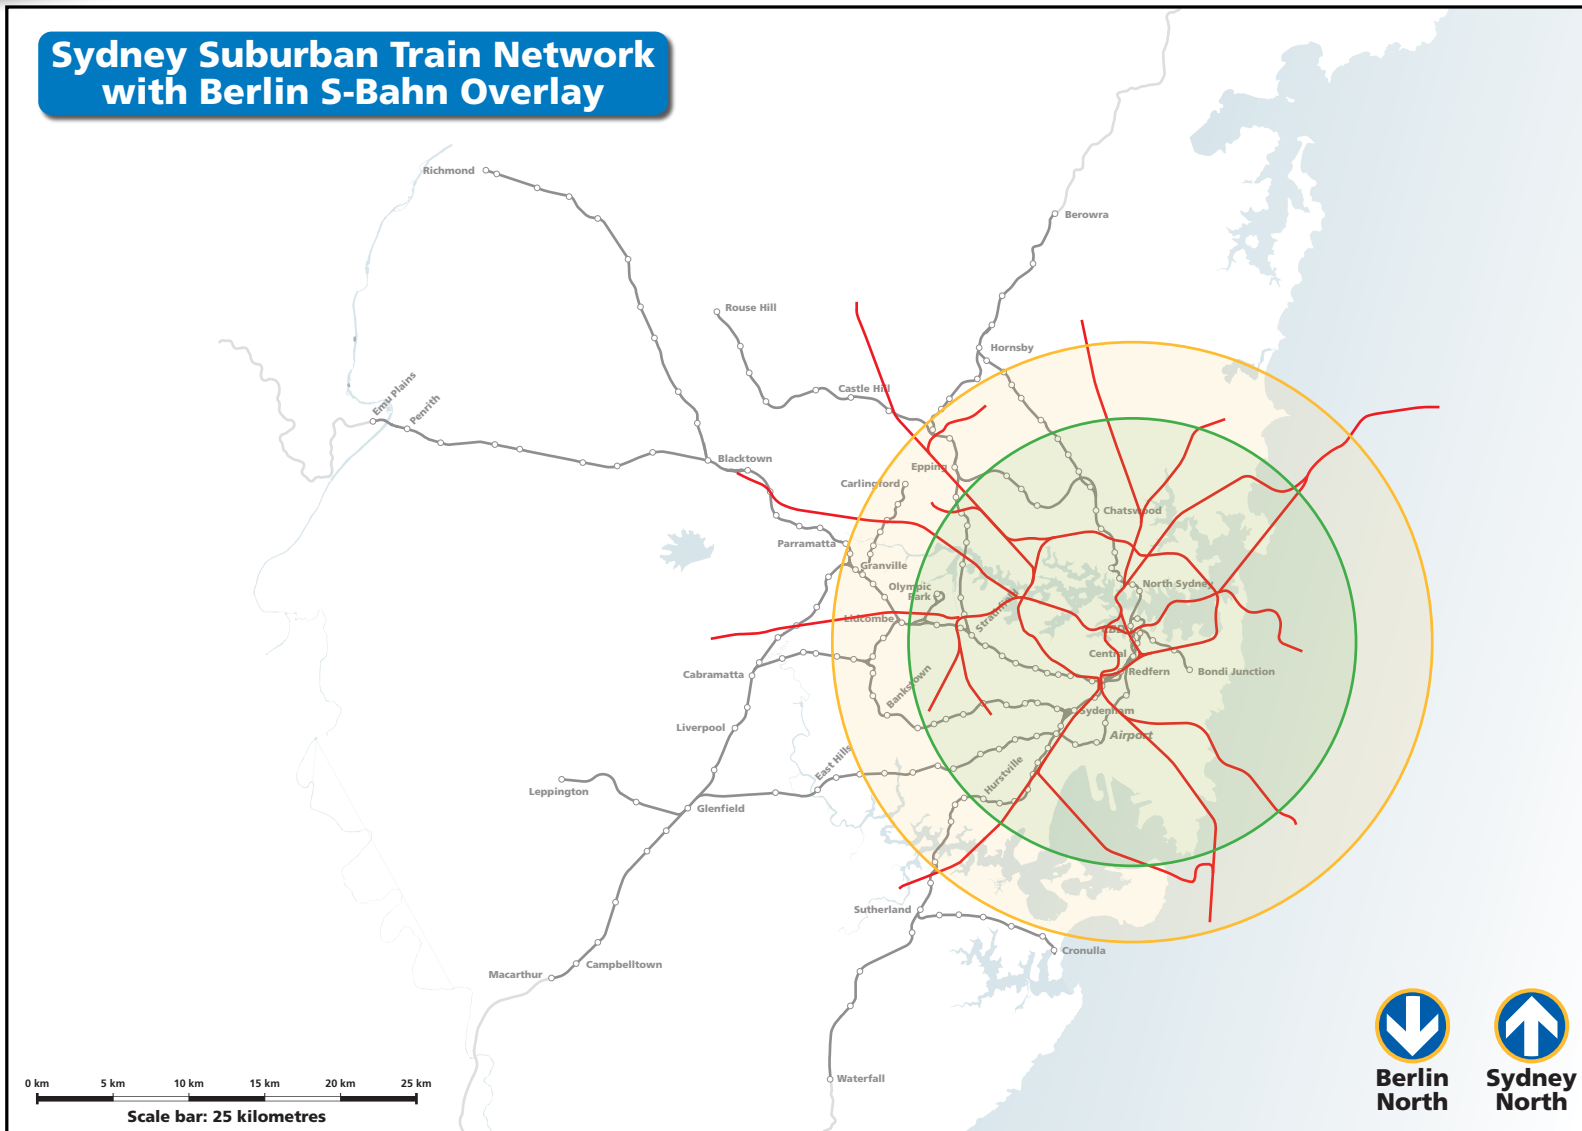 Sydney Suburban Train Network
with Berlin S-Bahn Overlay
Richmond
Berowra
Rouse Hill
Hornsby
Castle Hill
Emu Plains
Penrith
Blacktown
Epping
Carlingford
Chatswood
Parramatta
Granville
Olympic
Park
North Sydney
Lidcombe
Strathfield
CBD
Central
Redfern
Bondi Junction
Cabramatta
Bankstown
Liverpool
Sydenham
Airport
East Hills
Hurstville
Leppington
Glenfield
Sutherland
Cronulla
Macarthur
Campbelltown
Waterfall
0 km 5 km 10 km 15 km 20 km 25 km
Scale bar: 25 kilometres
Berlin
North
Sydney
North